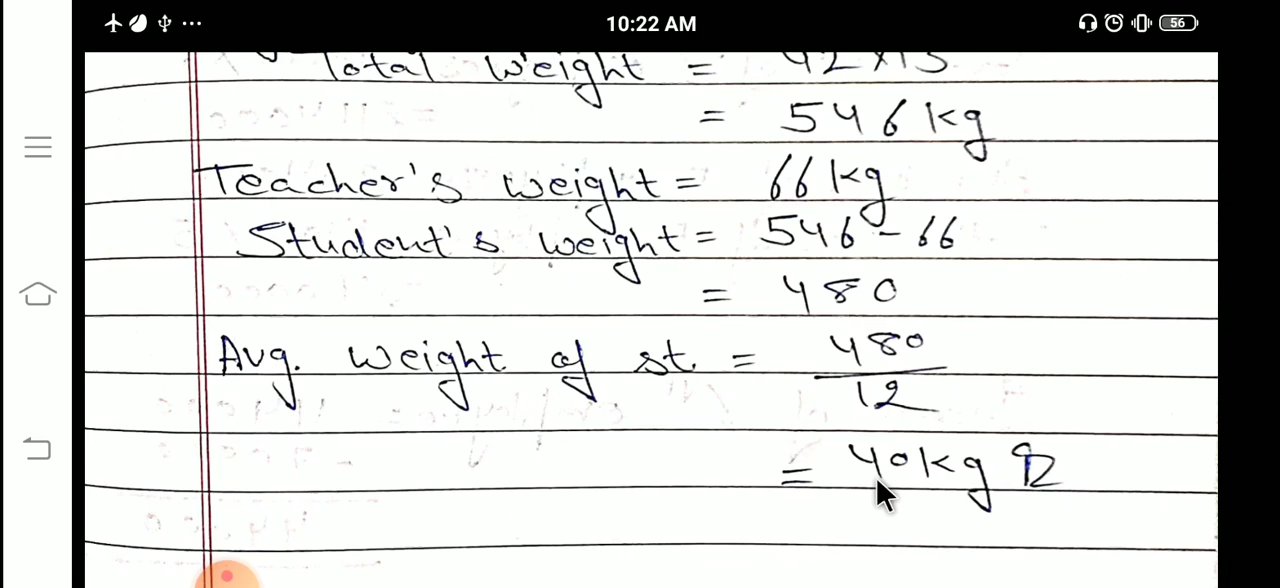 10:22 AM
56
Total Weight = 42 x 13
= 546 kg
Teacher's weight = 66 kg
Student's weight = 546 - 66
= 480
Avg. weight of st. = 480
12
= 40 kg